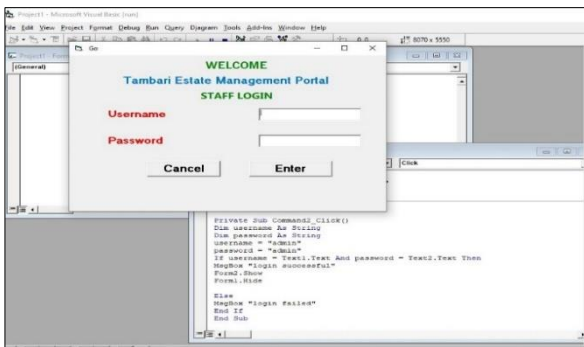 Project1 - Microsoft Visual Basic [run]
File Edit View Project Format Debug Run Query Diagram Tools Add-Ins Window Help
8070 x 5550
Go
(General)
WELCOME
Tambari Estate Management Portal
STAFF LOGIN
Username
Password
Cancel Enter
Click
Private Sub Command2_Click()
Dim username As String
Dim password As String
username = "admin"
password = "admin"
If username = Text1.Text And password = Text2.Text Then
MsgBox "login successful"
Form2.Show
Form1.Hide
Else
MsgBox "login failed"
End If
End Sub